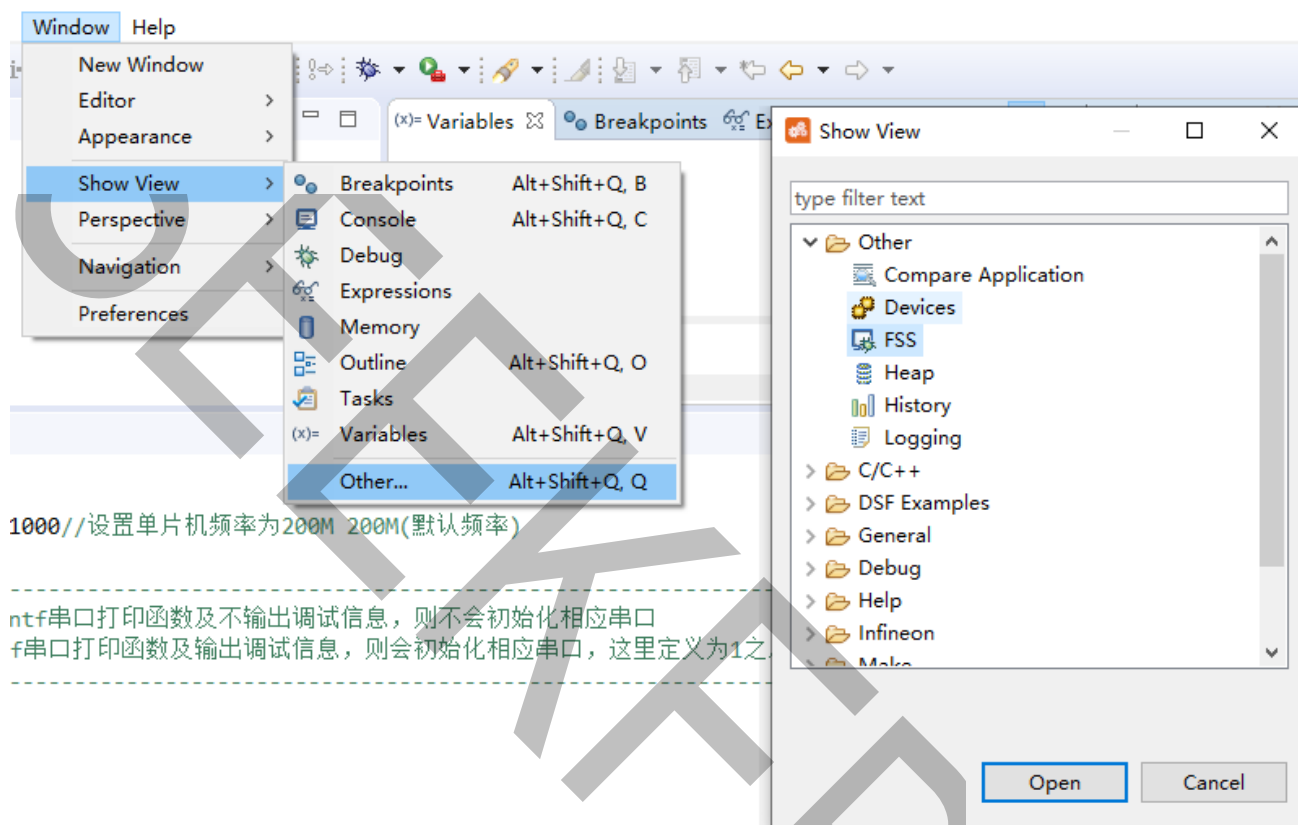 Window Help
New Window
Editor
Appearance
Show View
Perspective
Navigation
Preferences
(x)= Variables
Breakpoints
Breakpoints Alt+Shift+Q, B
Console Alt+Shift+Q, C
Debug
Expressions
Memory
Outline Alt+Shift+Q, O
Tasks
(x)= Variables Alt+Shift+Q, V
Other... Alt+Shift+Q, Q
1000//设置单片机频率为200M 200M(默认频率)
ntf串口打印函数及不输出调试信息，则不会初始化相应串口
f串口打印函数及输出调试信息，则会初始化相应串口，这里定义为1之
Show View
type filter text
Other
Compare Application
Devices
FSS
Heap
History
Logging
C/C++
DSF Examples
General
Debug
Help
Infineon
Make
Open Cancel
SEEKFR